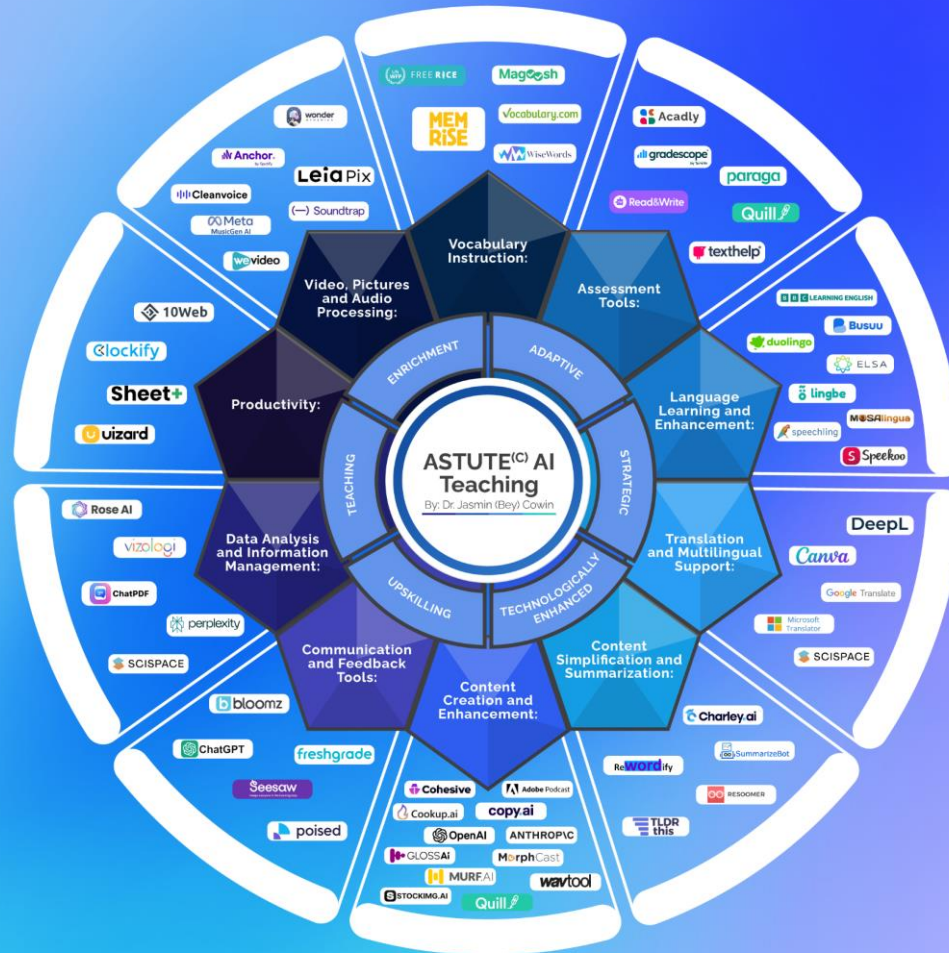 ASTUTE(C) AI
Teaching
By: Dr. Jasmin (Bey) Cowin
ADAPTIVE
STRATEGIC
TECHNOLOGICALLY
ENHANCED
UPSKILLING
TEACHING
ENRICHMENT
Vocabulary
Instruction:
FREE RICE
Magoosh
MEM
RiSE
Vocabulary.com
WiseWords
Assessment
Tools:
Acadly
gradescope
paraga
Read&Write
Quill
texthelp
Language
Learning and
Enhancement:
BBC LEARNING ENGLISH
Busuu
duolingo
ELSA
lingbe
MOSAlingua
speechling
Speekoo
Translation
and Multilingual
Support:
DeepL
Canva
Google Translate
Microsoft
Translator
SCISPACE
Content
Simplification and
Summarization:
Charley.ai
SummarizeBot
Rewordify
RESOOMER
TLDR
this
Content
Creation and
Enhancement:
Cohesive
Adobe Podcast
Cookup.ai
copy.ai
OpenAI
ANTHROP\C
GLOSSAi
MorphCast
MURF.AI
wavtool
STOCKIMG.AI
Quill
Communication
and Feedback
Tools:
bloomz
ChatGPT
freshgrade
Seesaw
poised
Data Analysis
and Information
Management:
Rose AI
vizologi
ChatPDF
perplexity
SCISPACE
Productivity:
10Web
Clockify
Sheet+
uizard
Video, Pictures
and Audio
Processing:
wonder
Anchor.
LeiaPix
Cleanvoice
Meta
MusicGen AI
Soundtrap
wevideo